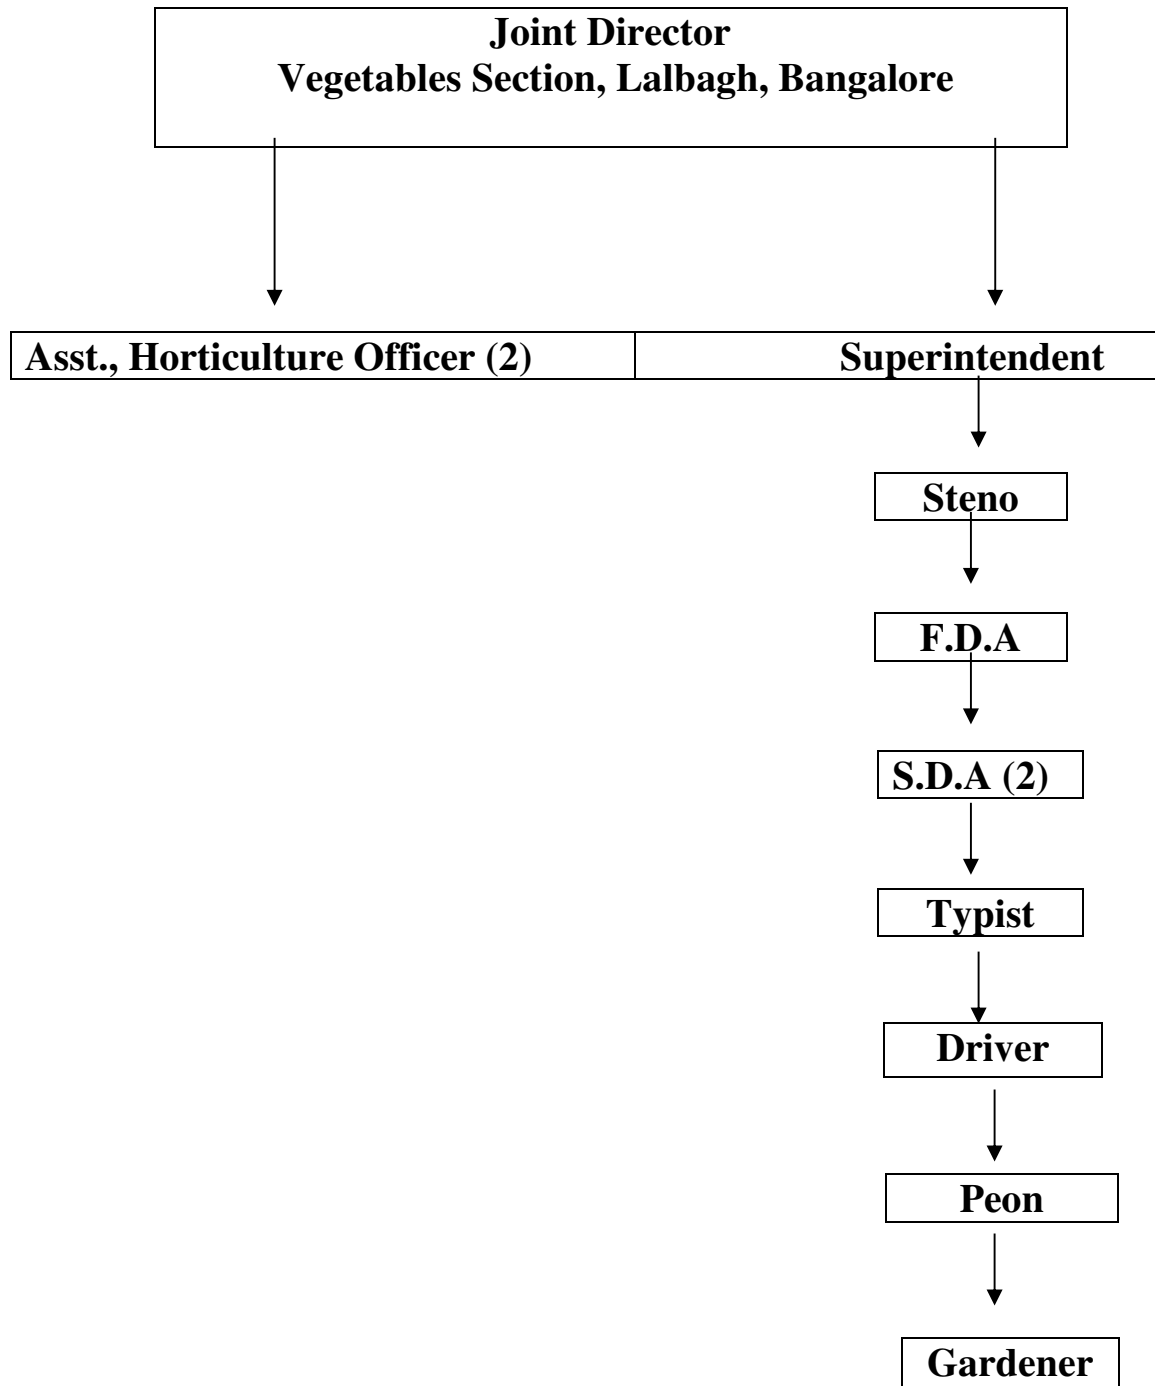 Joint Director
Vegetables Section, Lalbagh, Bangalore
Asst., Horticulture Officer (2)
Superintendent
Steno
F.D.A
S.D.A (2)
Typist
Driver
Peon
Gardener